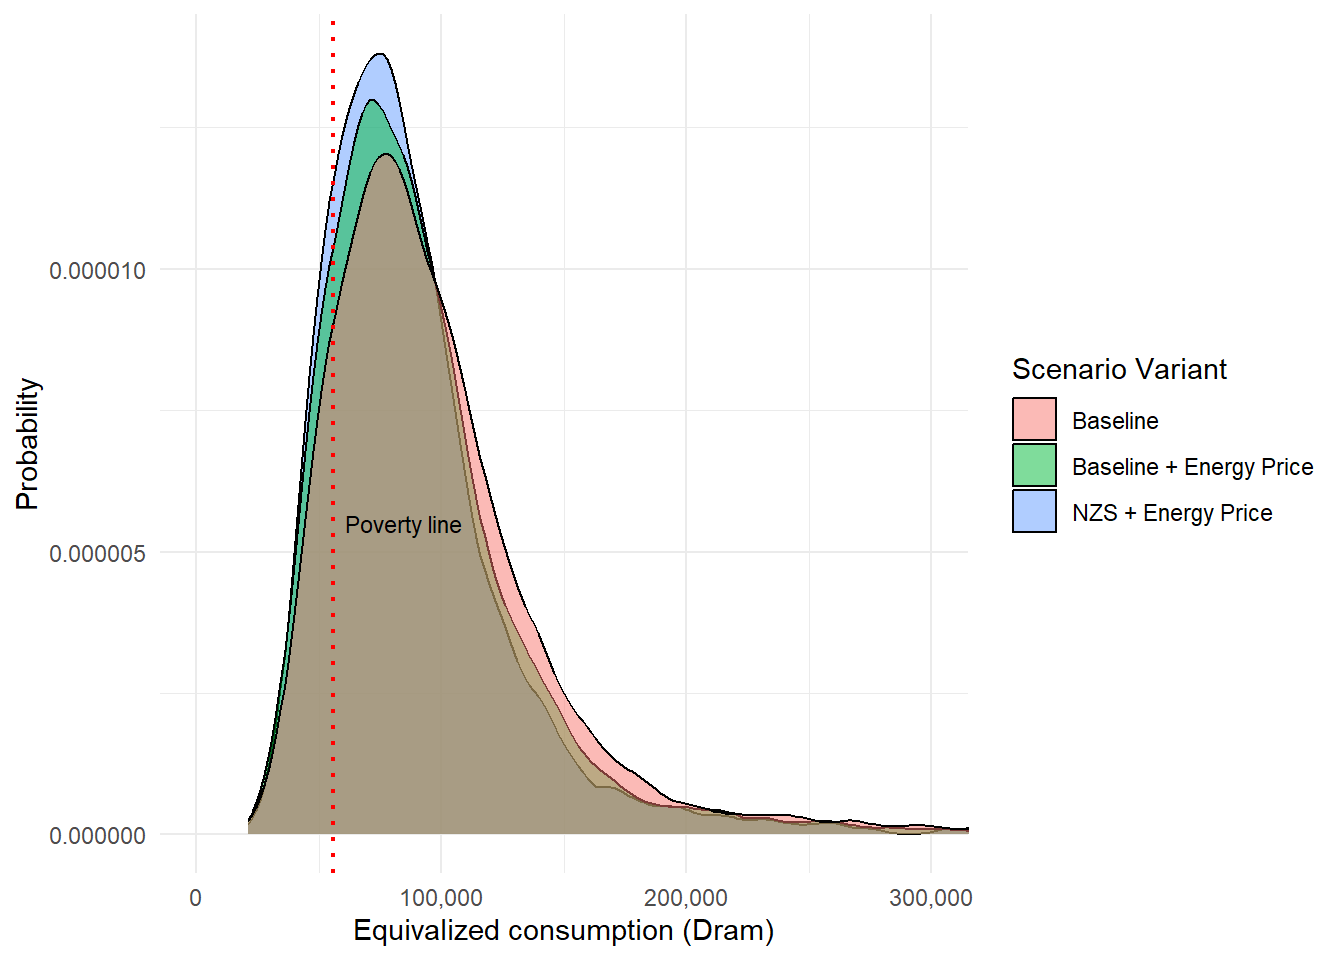 0.000010
0.000005
0.000000
Probability
Poverty line
0
100,000
200,000
300,000
Equivalized consumption (Dram)
Scenario Variant
Baseline
Baseline + Energy Price
NZS + Energy Price